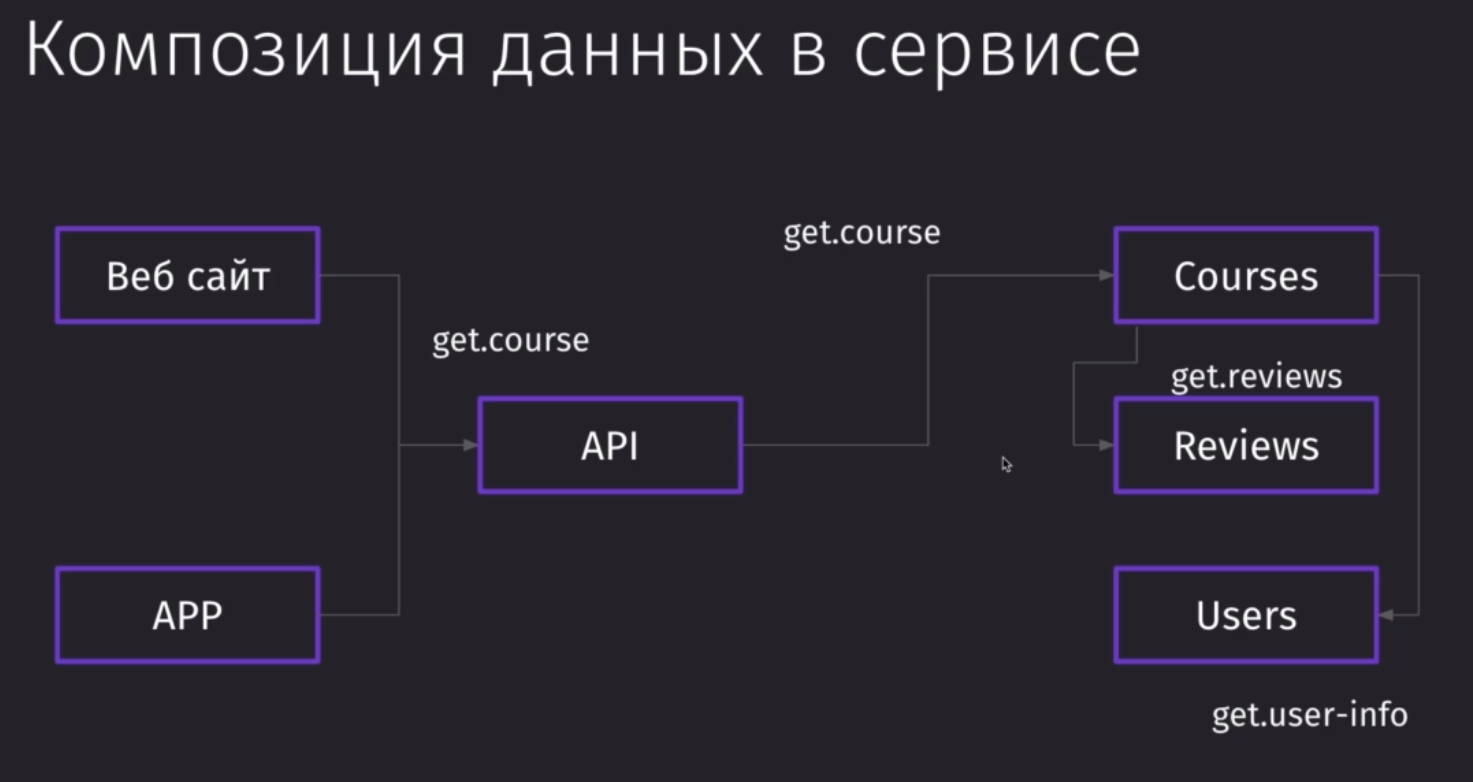 Композиция данных в сервисе
get.course
Веб сайт
Courses
get.course
get.reviews
API
Reviews
APP
Users
get.user-info